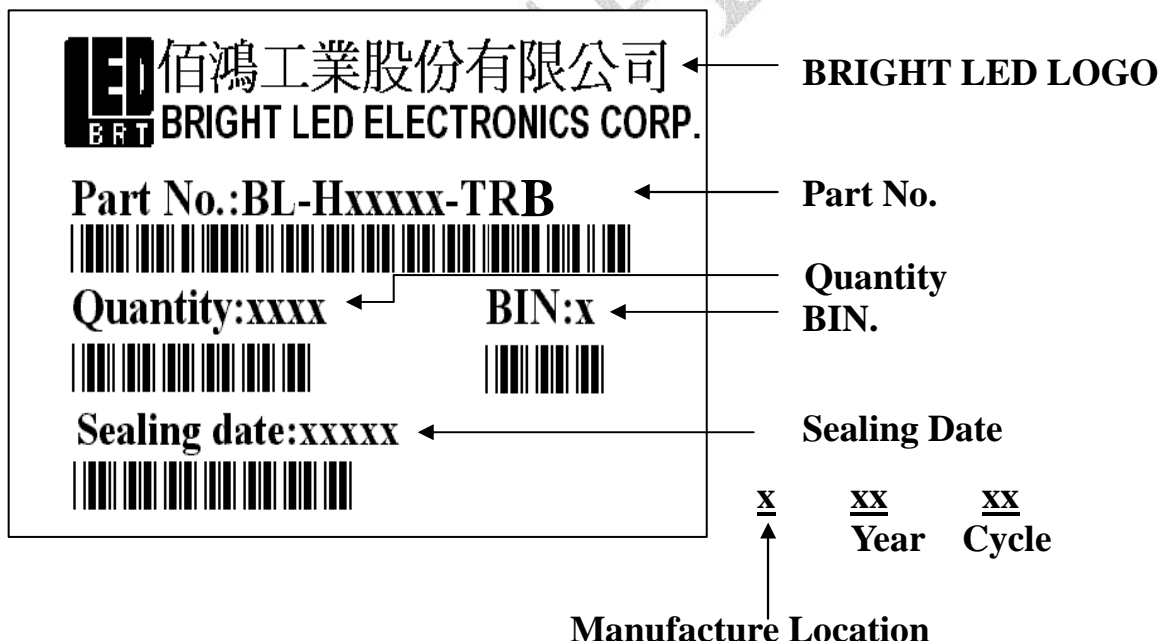 LED
BRT
佰鴻工業股份有限公司
BRIGHT LED ELECTRONICS CORP.
BRIGHT LED LOGO
Part No.:BL-Hxxxxx-TRB
Part No.
Quantity:xxxx
BIN:x
Quantity
BIN.
Sealing date:xxxxx
Sealing Date
x xx xx
Year Cycle
Manufacture Location